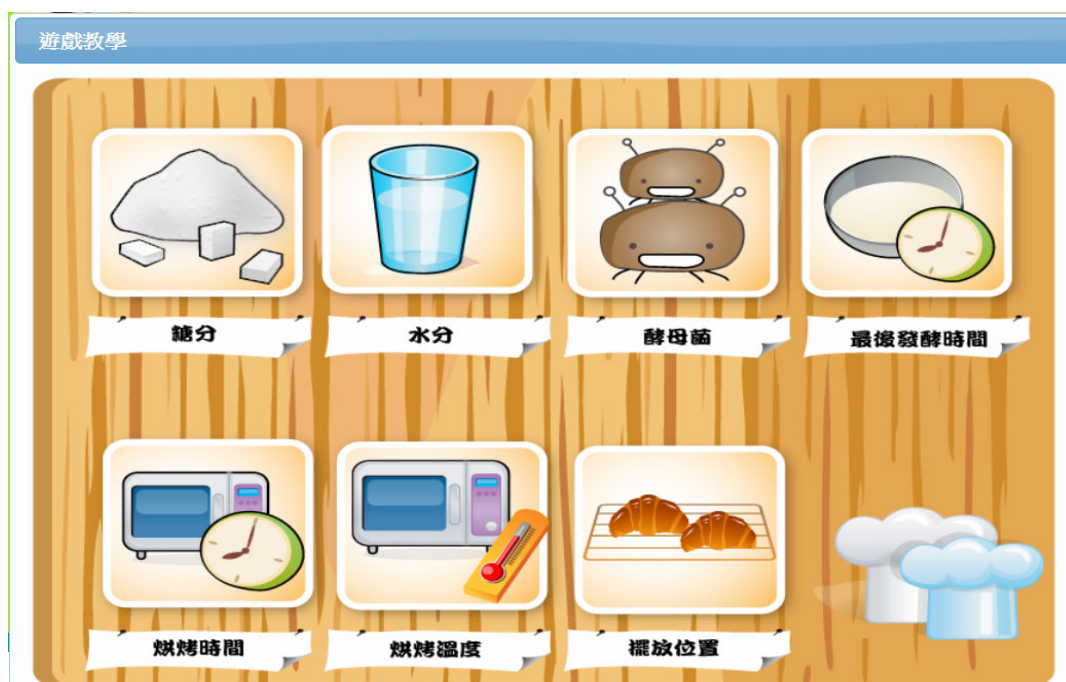 遊戲教學
糖分
水分
酵母菌
最後發酵時間
烘烤時間
烘烤溫度
擺放位置